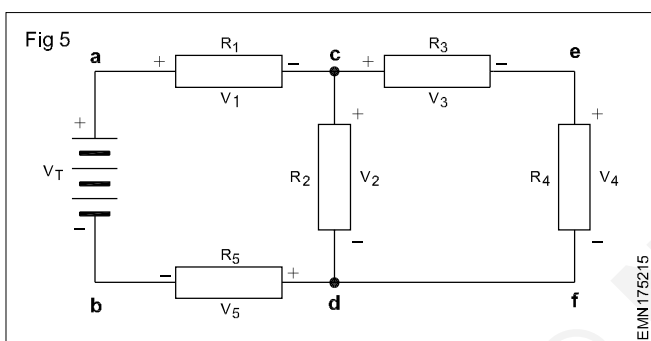 Fig 5
a
+ R1 –
V1
c
+ R3 –
V3
e
+
VT
–
+
R2 V2
–
+
R4 V4
–
b
– R5 +
V5
d
f
EMN175215